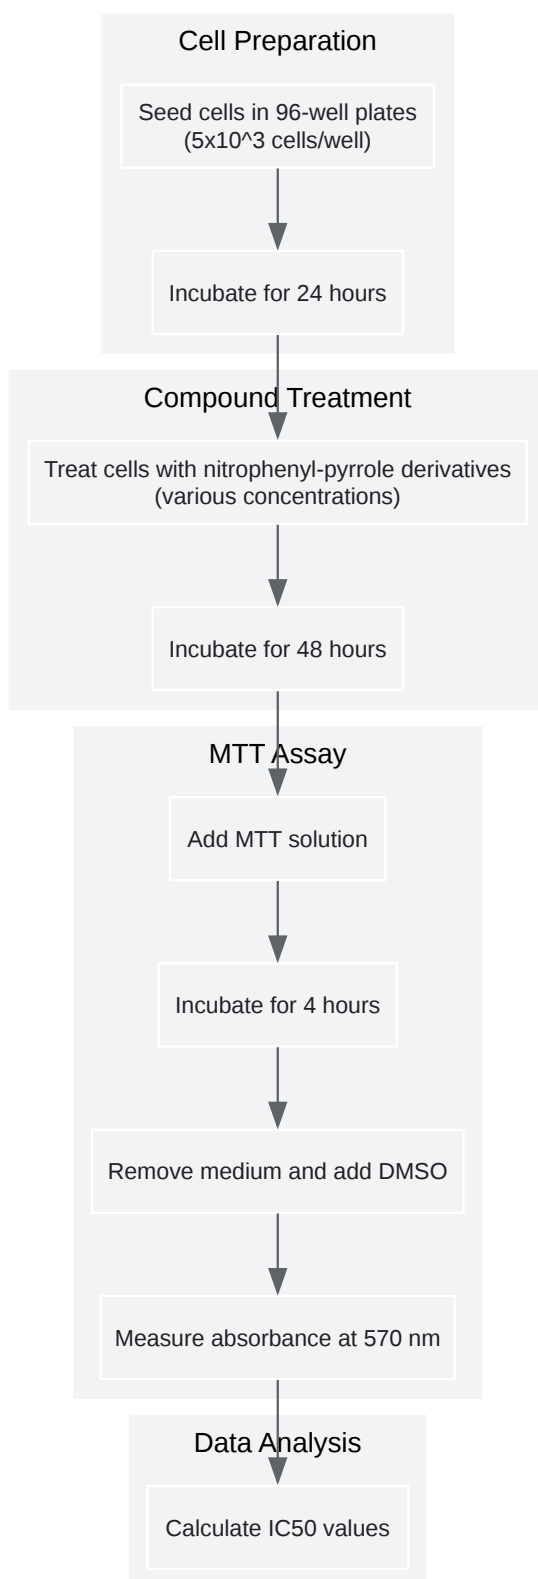 Cell Preparation
Seed cells in 96-well plates
(5x10^3 cells/well)
Incubate for 24 hours
Compound Treatment
Treat cells with nitrophenyl-pyrrole derivatives
(various concentrations)
Incubate for 48 hours
MTT Assay
Add MTT solution
Incubate for 4 hours
Remove medium and add DMSO
Measure absorbance at 570 nm
Data Analysis
Calculate IC50 values